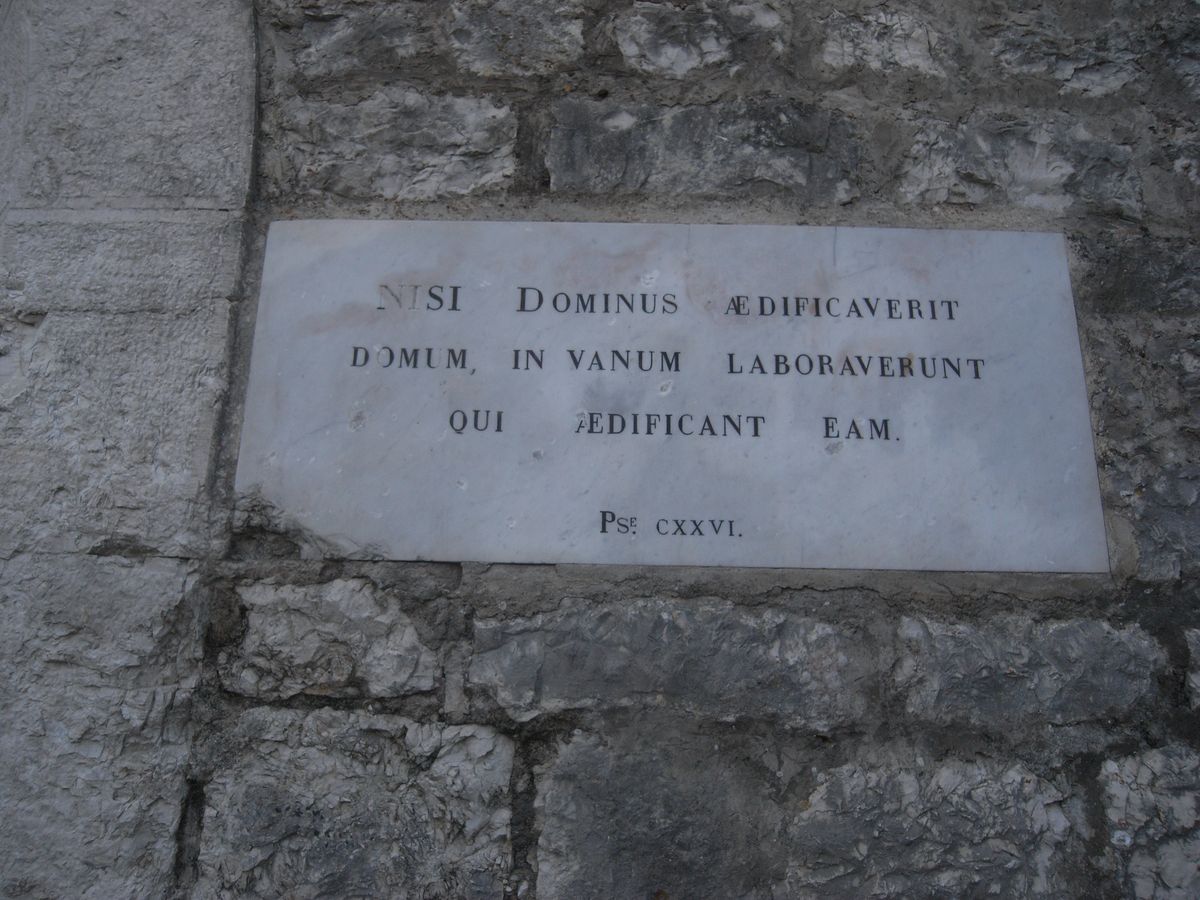 NISI DOMINUS ÆDIFICAVERIT
DOMUM, IN VANUM LABORAVERUNT
QUI ÆDIFICANT EAM.
PSE. CXXVI.